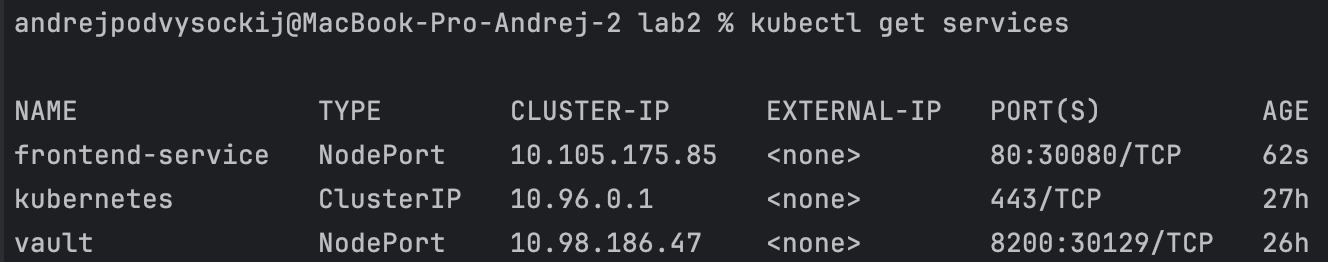 andrejpodvysockij@MacBook-Pro-Andrej-2 lab2 % kubectl get services
NAME TYPE CLUSTER-IP EXTERNAL-IP PORT(S) AGE
frontend-service NodePort 10.105.175.85 <none> 80:30080/TCP 62s
kubernetes ClusterIP 10.96.0.1 <none> 443/TCP 27h
vault NodePort 10.98.186.47 <none> 8200:30129/TCP 26h